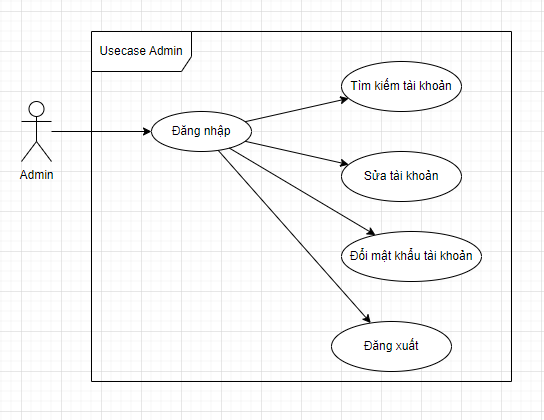 Usecase Admin
Tìm kiếm tài khoản
Đăng nhập
Admin
Sửa tài khoản
Đổi mật khẩu tài khoản
Đăng xuất